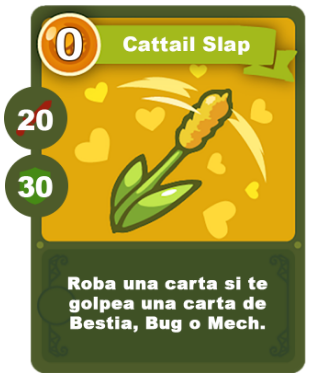 0
Cattail Slap
20
30
Roba una carta si te
golpea una carta de
Bestia, Bug o Mech.